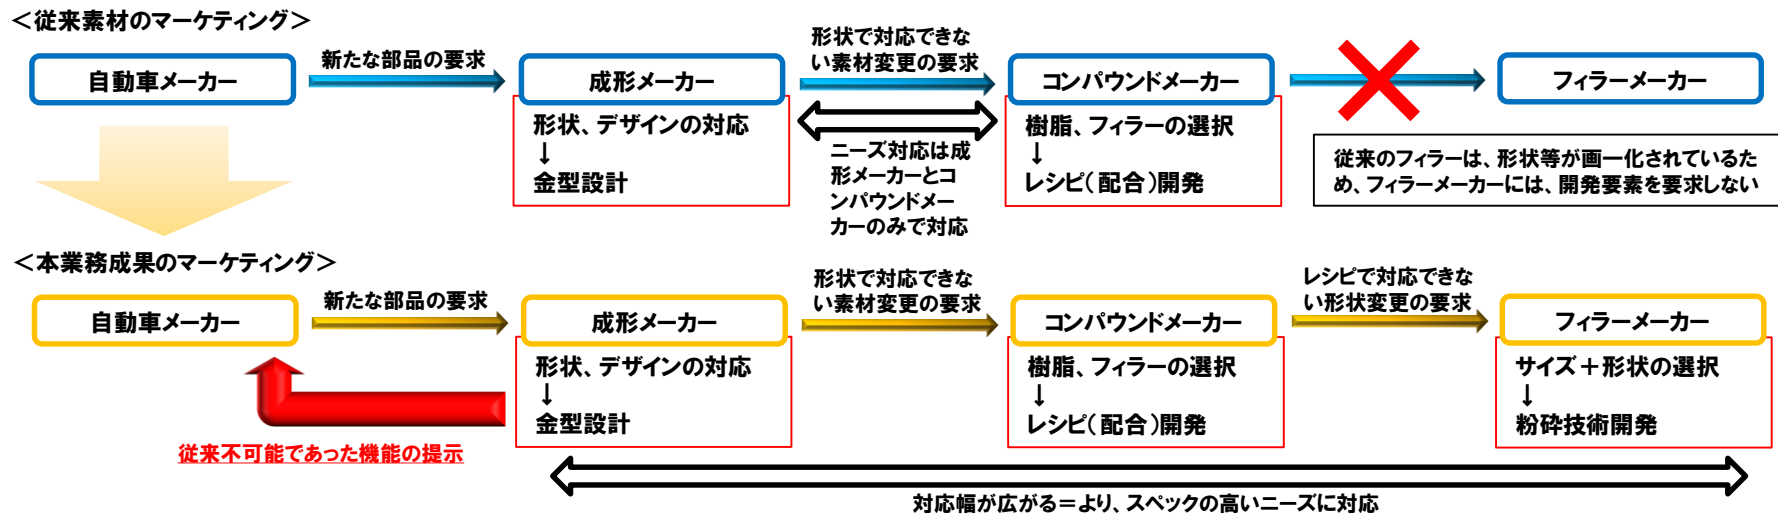 ＜従来素材のマーケティング＞
自動車メーカー
新たな部品の要求
成形メーカー
形状、デザインの対応
↓
金型設計
形状で対応できな
い素材変更の要求
ニーズ対応は成
形メーカーとコ
ンパウンドメー
カーのみで対応
コンパウンドメーカー
樹脂、フィラーの選択
↓
レシピ（配合）開発
フィラーメーカー
従来のフィラーは、形状等が画一化されているた
め、フィラーメーカーには、開発要素を要求しない
＜本業務成果のマーケティング＞
自動車メーカー
新たな部品の要求
成形メーカー
形状、デザインの対応
↓
金型設計
形状で対応できな
い素材変更の要求
コンパウンドメーカー
樹脂、フィラーの選択
↓
レシピ（配合）開発
レシピで対応できな
い形状変更の要求
フィラーメーカー
サイズ＋形状の選択
↓
粉砕技術開発
従来不可能であった機能の提示
対応幅が広がる＝より、スペックの高いニーズに対応